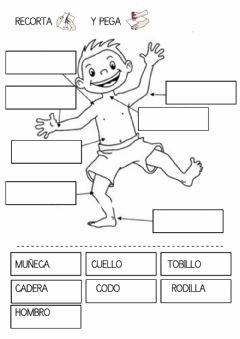 RECORTA Y PEGA
MUÑECA CUELLO TOBILLO
CADERA CODO RODILLA
HOMBRO